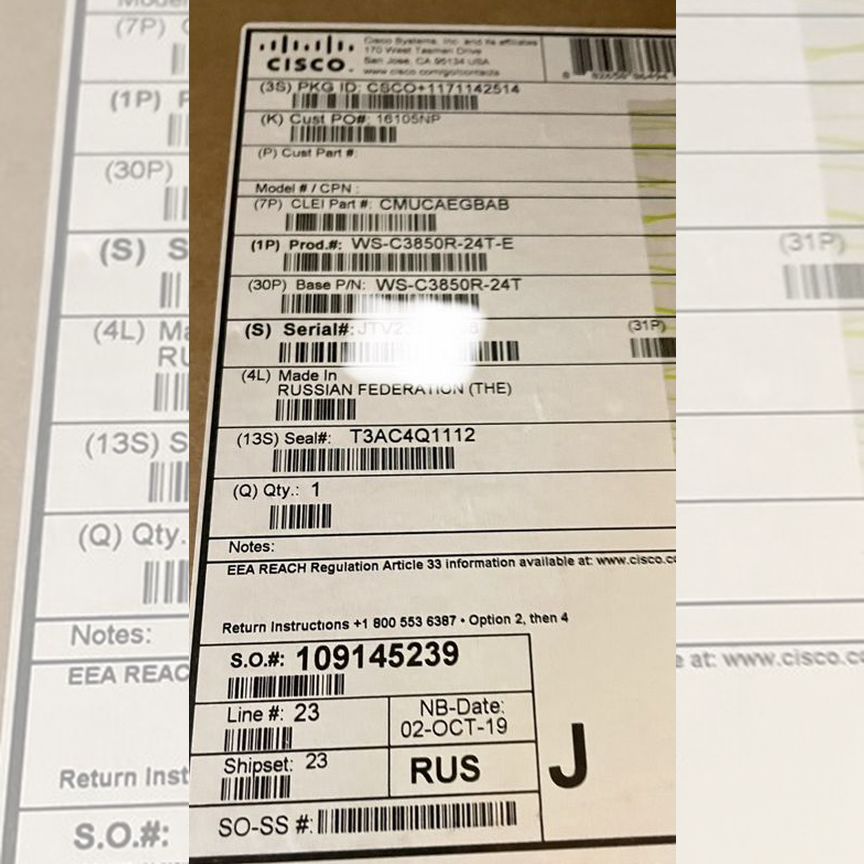 CISCO
Cisco Systems, Inc. and its affiliates
170 West Tasman Drive
San Jose, CA 95134 USA
www.cisco.com/go/contacts
(3S) PKG ID: CSCO+1171142514
(K) Cust PO#: 16105NP
(P) Cust Part #:
Model # / CPN :
(7P) CLEI Part #: CMUCAEGBAB
(1P) Prod.#: WS-C3850R-24T-E
(30P) Base P/N: WS-C3850R-24T
(S) Serial#:
(31P)
(4L) Made In
RUSSIAN FEDERATION (THE)
(13S) Seal#: T3AC4Q1112
(Q) Qty.: 1
Notes:
EEA REACH Regulation Article 33 information available at: www.cisco.co
Return Instructions +1 800 553 6387 • Option 2, then 4
S.O.#: 109145239
Line #: 23
NB-Date:
02-OCT-19
Shipset: 23
RUS
J
SO-SS #: